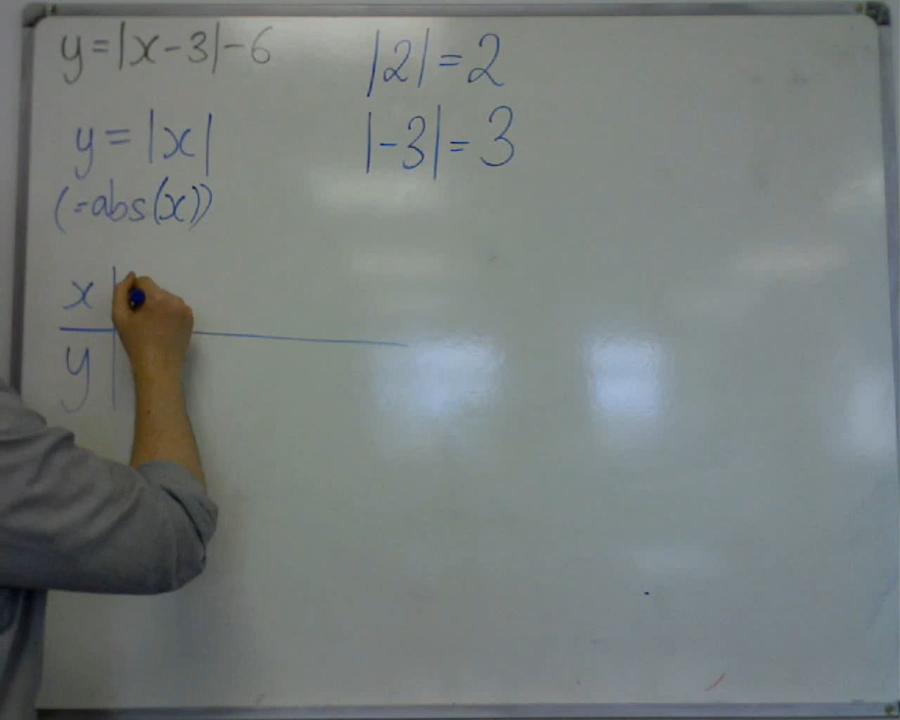 y=|x-3|-6
y=|x|
(=abs(x))
|2|=2
|-3|=3
x
y